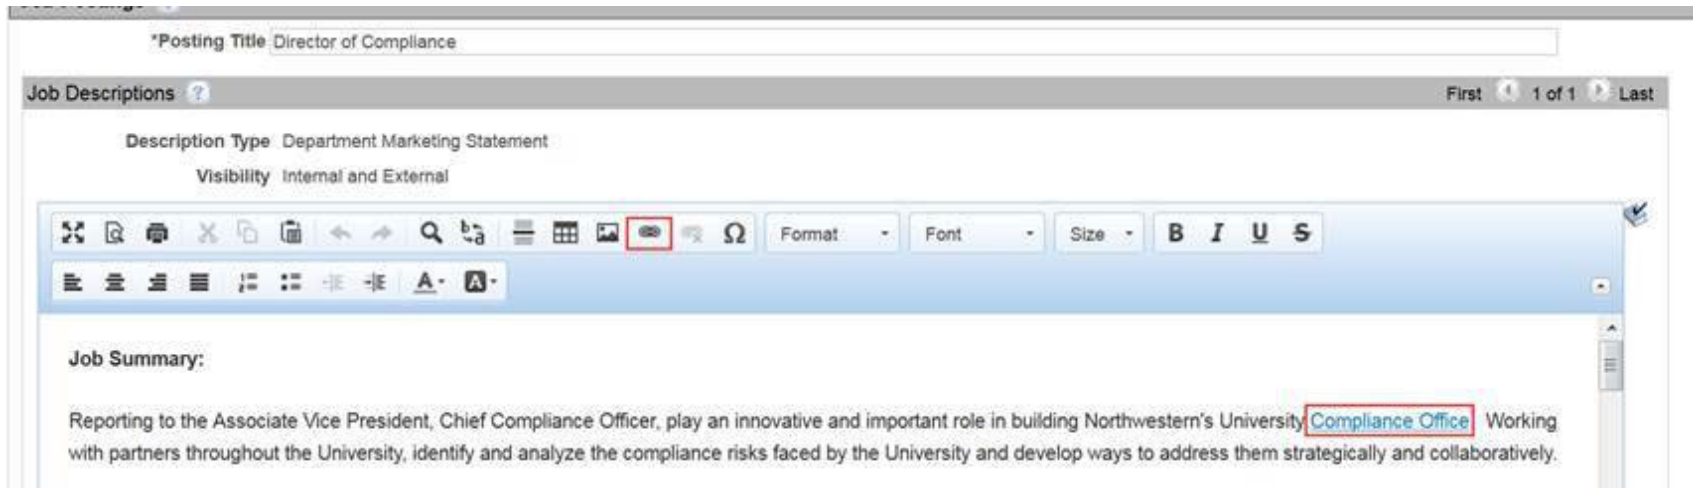 *Posting Title Director of Compliance
Job Descriptions ? First 1 of 1 Last
Description Type Department Marketing Statement
Visibility Internal and External
Format Font Size B I U S
A A
Job Summary:
Reporting to the Associate Vice President, Chief Compliance Officer, play an innovative and important role in building Northwestern's University Compliance Office Working
with partners throughout the University, identify and analyze the compliance risks faced by the University and develop ways to address them strategically and collaboratively.